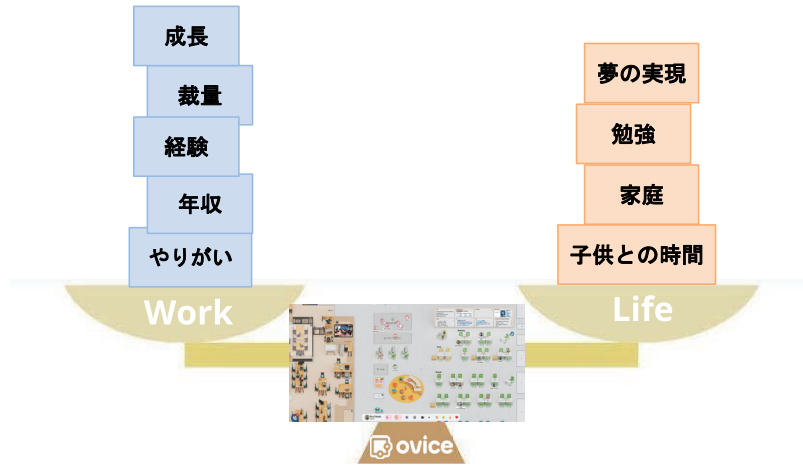 成長
裁量
経験
年収
やりがい
Work
夢の実現
勉強
家庭
子供との時間
Life
ovice